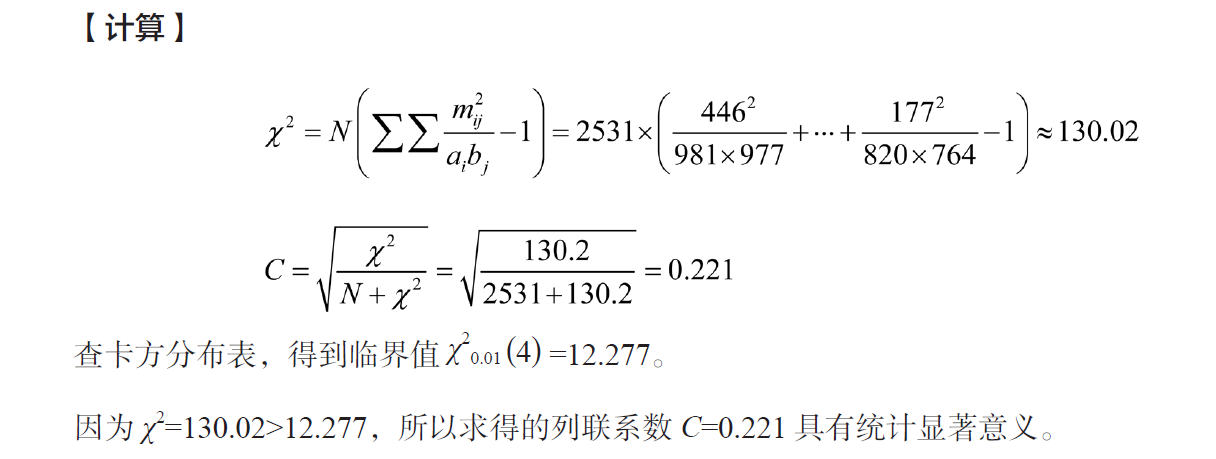 【计算】
χ² = N(∑∑ m²ij / aibj − 1) = 2531×(446² / 981×977 + ··· + 177² / 820×764 − 1) ≈ 130.02
C = √(χ² / N + χ²) = √(130.2 / 2531+130.2) = 0.221
查卡方分布表，得到临界值 χ²0.01(4) =12.277。
因为 χ²=130.02>12.277，所以求得的列联系数 C=0.221 具有统计显著意义。